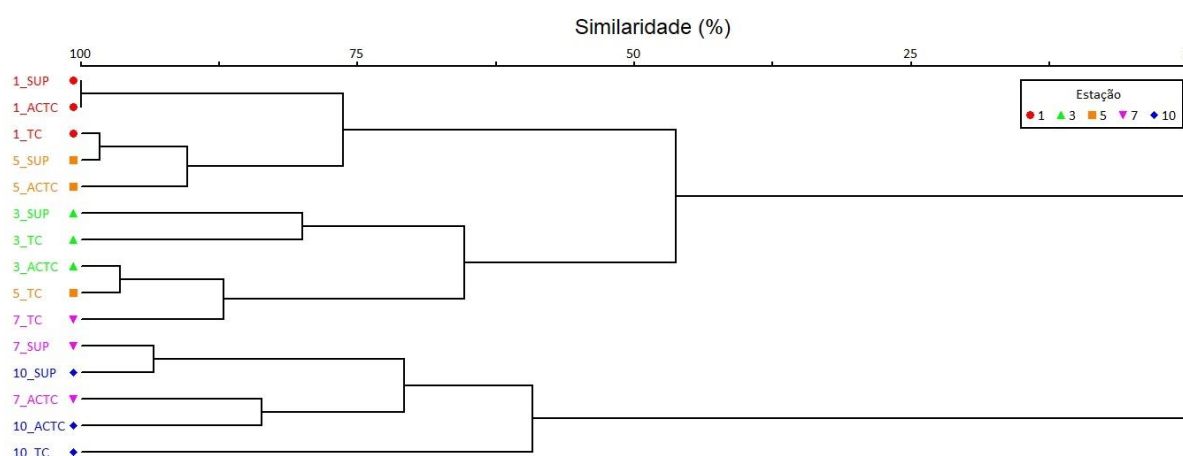 Similaridade (%)
100 75 50 25
Estação
1 3 5 7 10
1_SUP
1_ACTC
1_TC
5_SUP
5_ACTC
3_SUP
3_TC
3_ACTC
5_TC
7_TC
7_SUP
10_SUP
7_ACTC
10_ACTC
10_TC